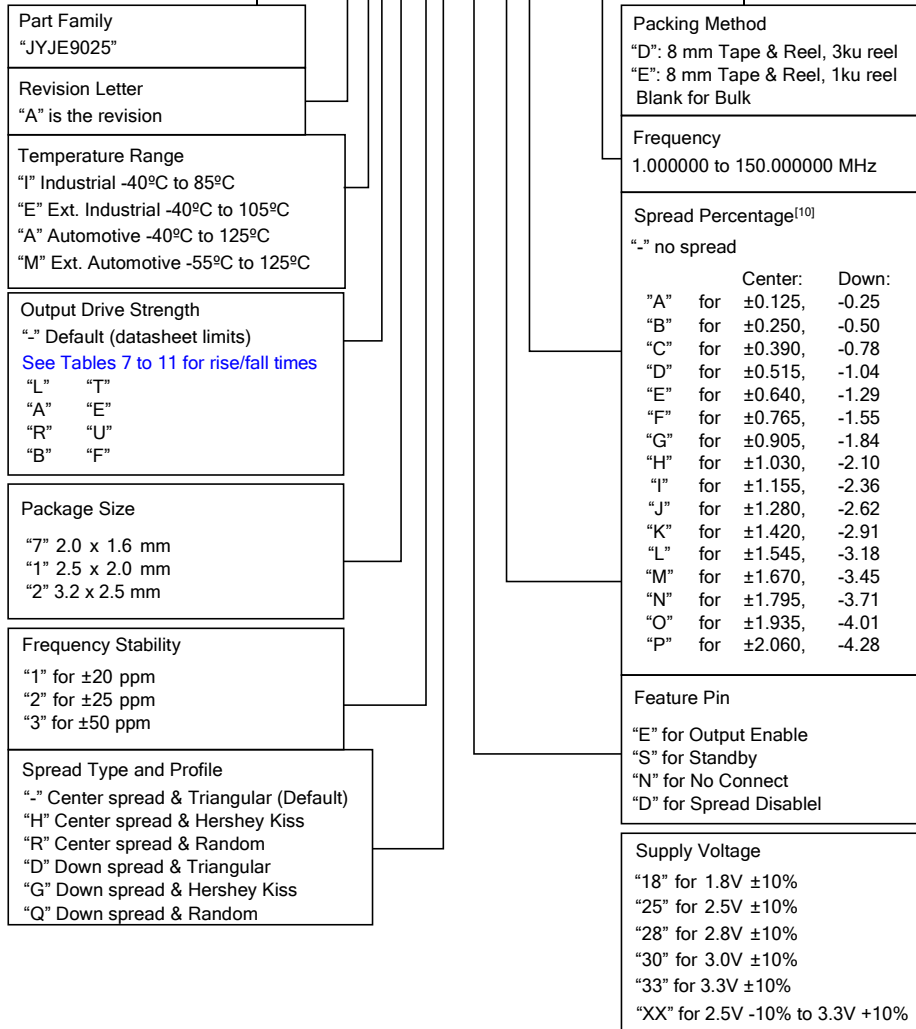 Part Family
“JYJE9025”
Revision Letter
“A” is the revision
Temperature Range
“I” Industrial -40ºC to 85ºC
“E” Ext. Industrial -40ºC to 105ºC
“A” Automotive -40ºC to 125ºC
“M” Ext. Automotive -55ºC to 125ºC
Output Drive Strength
“-” Default (datasheet limits)
See Tables 7 to 11 for rise/fall times
“L” “T”
“A” “E”
“R” “U”
“B” “F”
Package Size
“7” 2.0 x 1.6 mm
“1” 2.5 x 2.0 mm
“2” 3.2 x 2.5 mm
Frequency Stability
“1” for ±20 ppm
“2” for ±25 ppm
“3” for ±50 ppm
Spread Type and Profile
“-” Center spread & Triangular (Default)
“H” Center spread & Hershey Kiss
“R” Center spread & Random
“D” Down spread & Triangular
“G” Down spread & Hershey Kiss
“Q” Down spread & Random
Packing Method
“D”: 8 mm Tape & Reel, 3ku reel
“E”: 8 mm Tape & Reel, 1ku reel
Blank for Bulk
Frequency
1.000000 to 150.000000 MHz
Spread Percentage[10]
“-” no spread
Center: Down:
“A” for ±0.125, -0.25
“B” for ±0.250, -0.50
“C” for ±0.390, -0.78
“D” for ±0.515, -1.04
“E” for ±0.640, -1.29
“F” for ±0.765, -1.55
“G” for ±0.905, -1.84
“H” for ±1.030, -2.10
“I” for ±1.155, -2.36
“J” for ±1.280, -2.62
“K” for ±1.420, -2.91
“L” for ±1.545, -3.18
“M” for ±1.670, -3.45
“N” for ±1.795, -3.71
“O” for ±1.935, -4.01
“P” for ±2.060, -4.28
Feature Pin
“E” for Output Enable
“S” for Standby
“N” for No Connect
“D” for Spread Disablel
Supply Voltage
“18” for 1.8V ±10%
“25” for 2.5V ±10%
“28” for 2.8V ±10%
“30” for 3.0V ±10%
“33” for 3.3V ±10%
“XX” for 2.5V -10% to 3.3V +10%